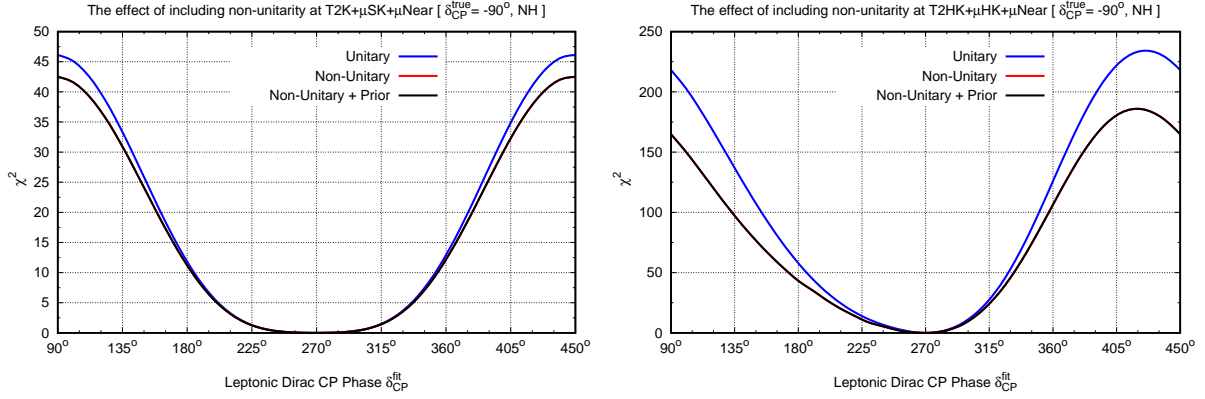 The effect of including non-unitarity at T2K+μSK+μNear [ δ_CP^true = -90°, NH ]
Unitary
Non-Unitary
Non-Unitary + Prior
χ²
50
45
40
35
30
25
20
15
10
5
0
90° 135° 180° 225° 270° 315° 360° 405° 450°
Leptonic Dirac CP Phase δ_CP^fit
The effect of including non-unitarity at T2HK+μHK+μNear [ δ_CP^true = -90°, NH ]
Unitary
Non-Unitary
Non-Unitary + Prior
χ²
250
200
150
100
50
0
90° 135° 180° 225° 270° 315° 360° 405° 450°
Leptonic Dirac CP Phase δ_CP^fit